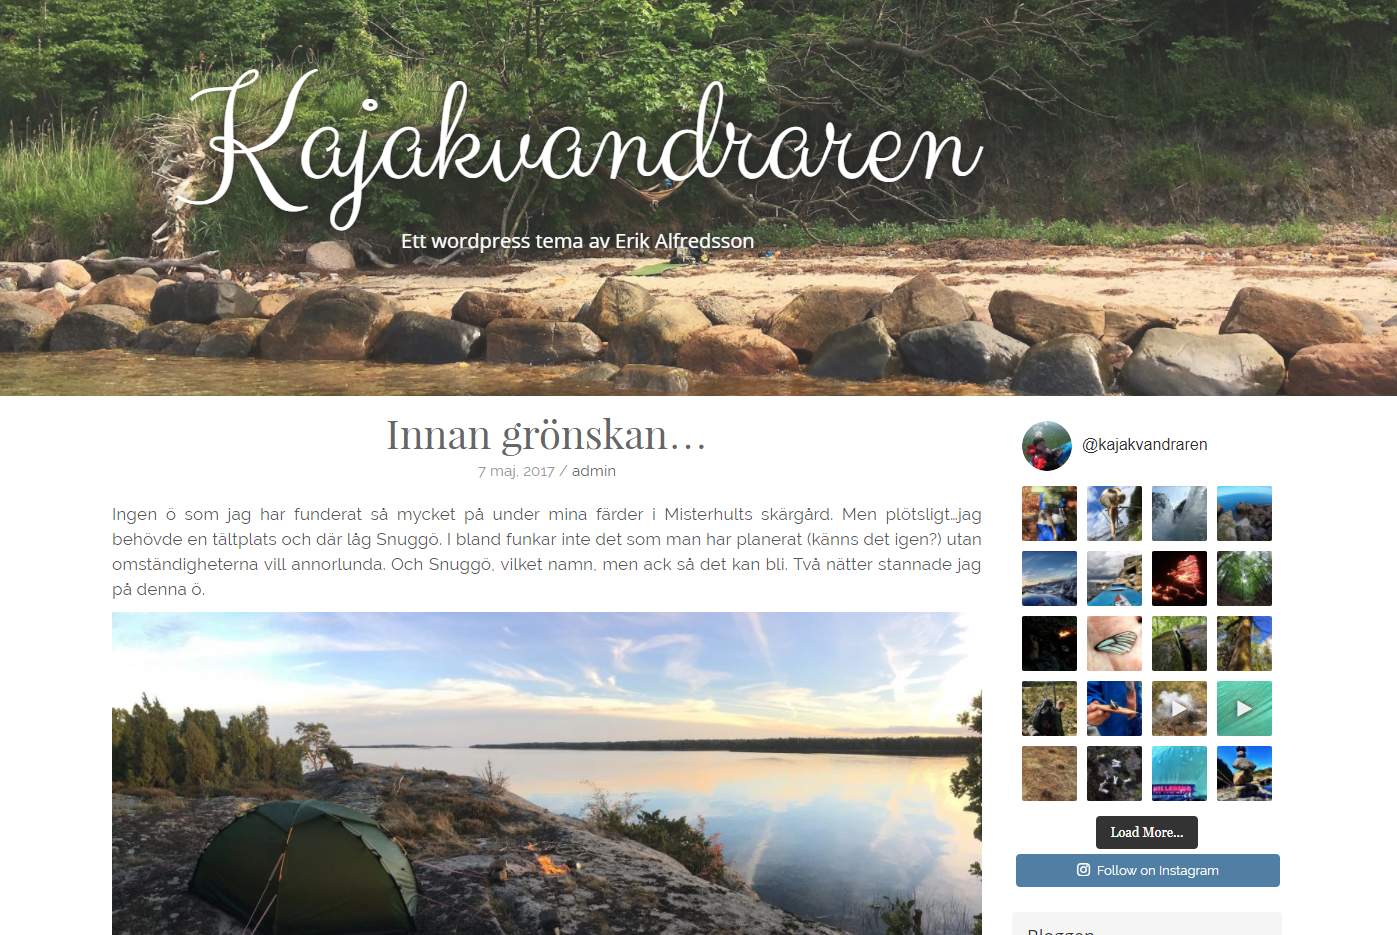 Kajakvandraren
Ett wordpress tema av Erik Alfredsson
Innan grönskan...
7 maj, 2017 / admin
Ingen ö som jag har funderat så mycket på under mina färder i Misterhults skärgård. Men plötsligt...jag
behövde en tältplats och där låg Snuggö. I bland funkar inte det som man har planerat (känns det igen?) utan
omständigheterna vill annorlunda. Och Snuggö, vilket namn, men ack så det kan bli. Två nätter stannade jag
på denna ö.
@kajakvandraren
HILLEBERG
Load More...
Follow on Instagram
Bloggen